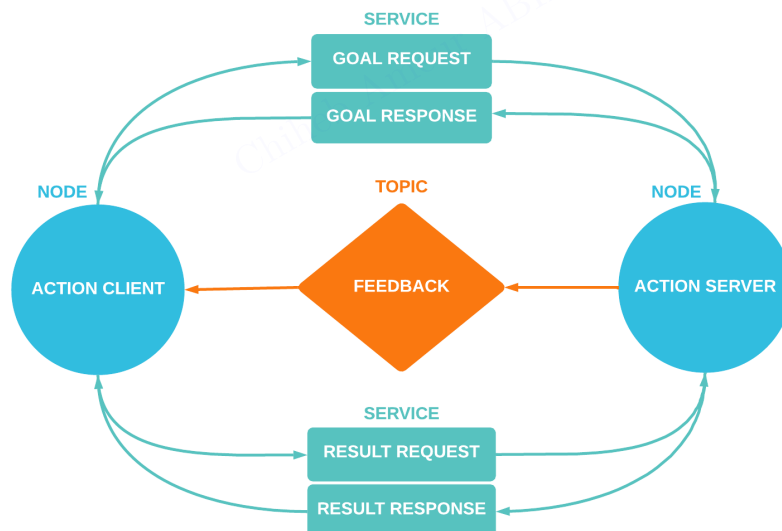 SERVICE
GOAL REQUEST
GOAL RESPONSE
TOPIC
NODE
NODE
ACTION CLIENT
FEEDBACK
ACTION SERVER
SERVICE
RESULT REQUEST
RESULT RESPONSE